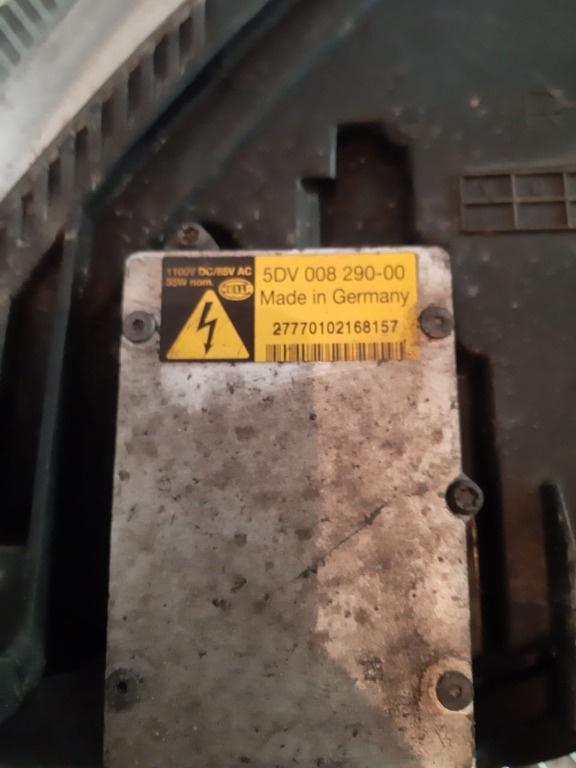 1100V DC/85V AC
35W nom.
HELLA
5DV 008 290-00
Made in Germany
27770102168157